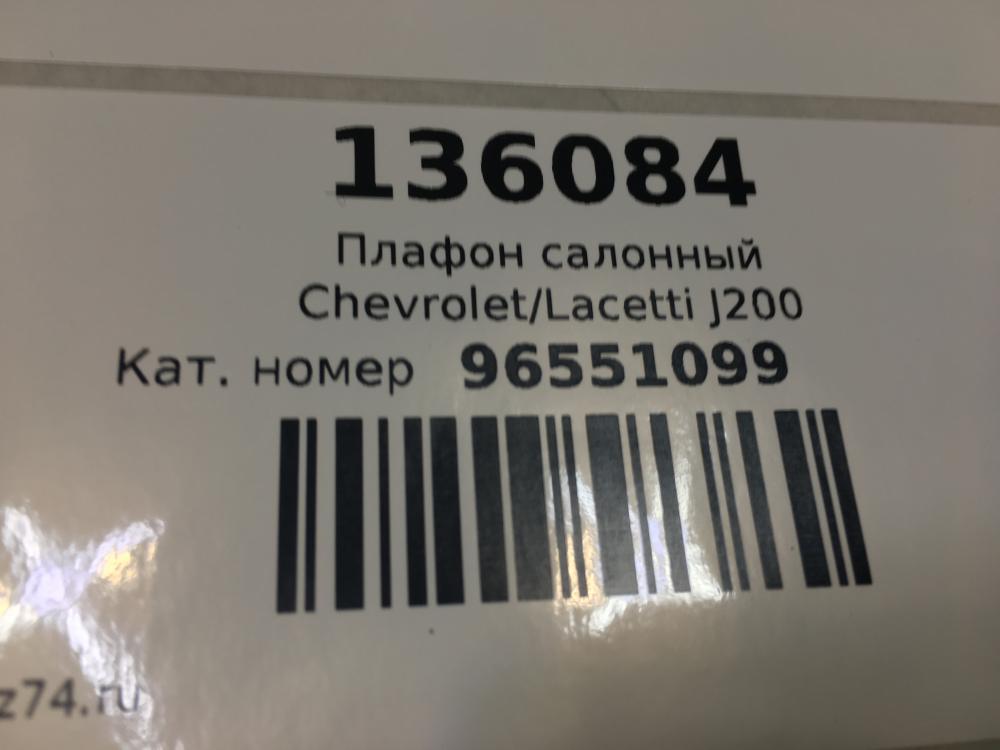 136084
Плафон салонный
Chevrolet/Lacetti J200
Кат. номер 96551099
z74.ru